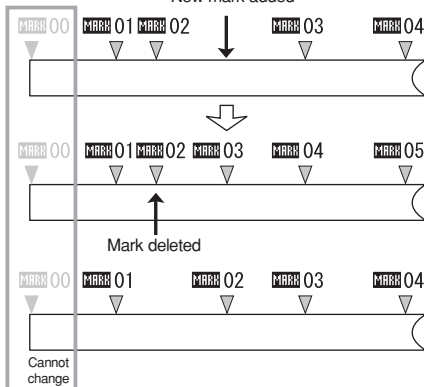 New mark added
MARK 00 MARK 01 MARK 02 MARK 03 MARK 04
MARK 00 MARK 01 MARK 02 MARK 03 MARK 04 MARK 05
Mark deleted
MARK 00 MARK 01 MARK 02 MARK 03 MARK 04
Cannot
change